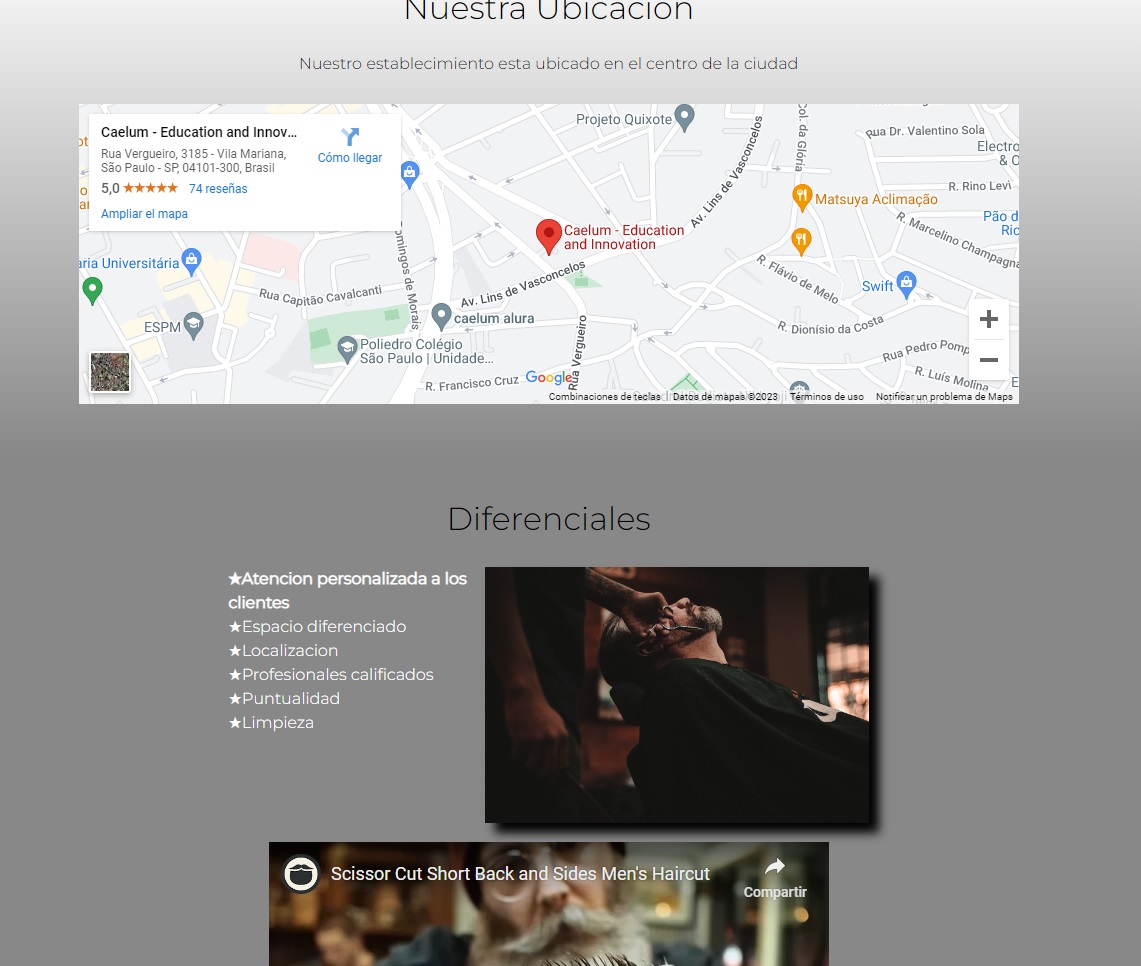 Nuestra Ubicacion
Nuestro establecimiento esta ubicado en el centro de la ciudad
Caelum - Education and Innov...
Cómo llegar
Rua Vergueiro, 3185 - Vila Mariana,
São Paulo - SP, 04101-300, Brasil
5,0 ★★★★★ 74 reseñas
Ampliar el mapa
Projeto Quixote
Av. Lins de Vasconcelos
Col. da Glória
Rua Dr. Valentino Sola
Electro
& O
R. Rino Levi
Matsuya Aclimação
Pão d
Rio
R. Marcelino Champagna
Caelum - Education
and Innovation
aria Universitária
omingos de Morais
Rua Capitão Cavalcanti
Av. Lins de Vasconcelos
R. Flávio de Melo
Swift
ESPM
caelum alura
R. Dionísia da Costa
Poliedro Colégio
São Paulo | Unidade...
Rua Vergueiro
Rua Pedro Pomp
R. Luís Molina
R. Francisco Cruz
Google
Combinaciones de teclas
Datos de mapas ©2023
Términos de uso
Notificar un problema de Maps
Diferenciales
★Atencion personalizada a los
clientes
★Espacio diferenciado
★Localizacion
★Profesionales calificados
★Puntualidad
★Limpieza
Scissor Cut Short Back and Sides Men's Haircut
Compartir